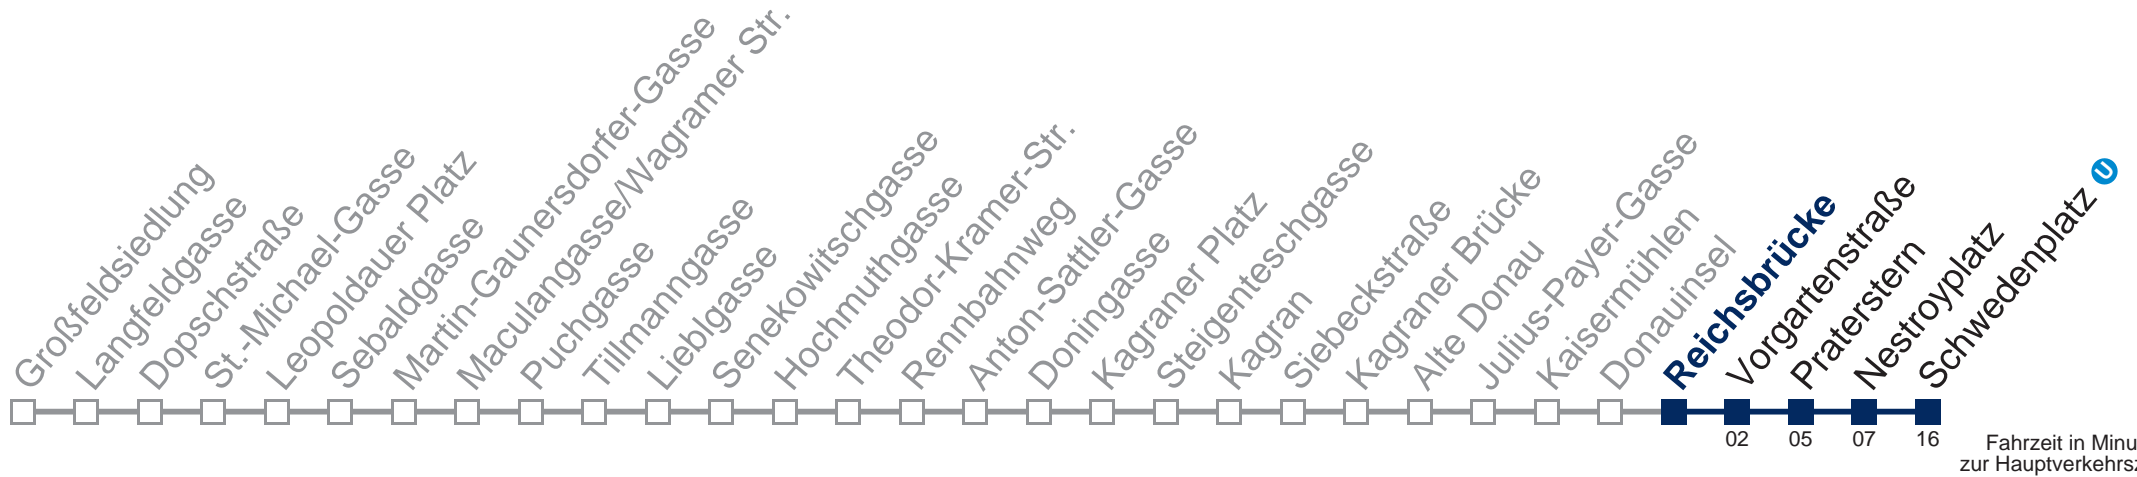 Großfeldsiedlung
Langfeldgasse
Dopschstraße
St.-Michael-Gasse
Leopoldauer Platz
Sebaldgasse
Martin-Gaunersdorfer-Gasse
Maculangasse/Wagramer Str.
Puchgasse
Tillmanngasse
Lieblgasse
Senekowitschgasse
Hochmuthgasse
Theodor-Kramer-Str.
Rennbahnweg
Anton-Sattler-Gasse
Doningasse
Kagraner Platz
Steigenteschgasse
Kagran
Siebeckstraße
Kagraner Brücke
Alte Donau
Julius-Payer-Gasse
Kaisermühlen
Donauinsel
Reichsbrücke
Vorgartenstraße
Praterstern
Nestroyplatz
Schwedenplatz U
02 05 07 16
Fahrzeit in Minu
zur Hauptverkehrsz